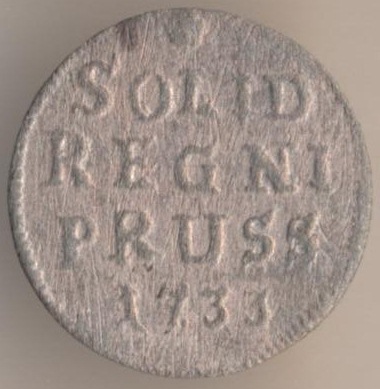 SOLID
REGNI
PRUSS
1733